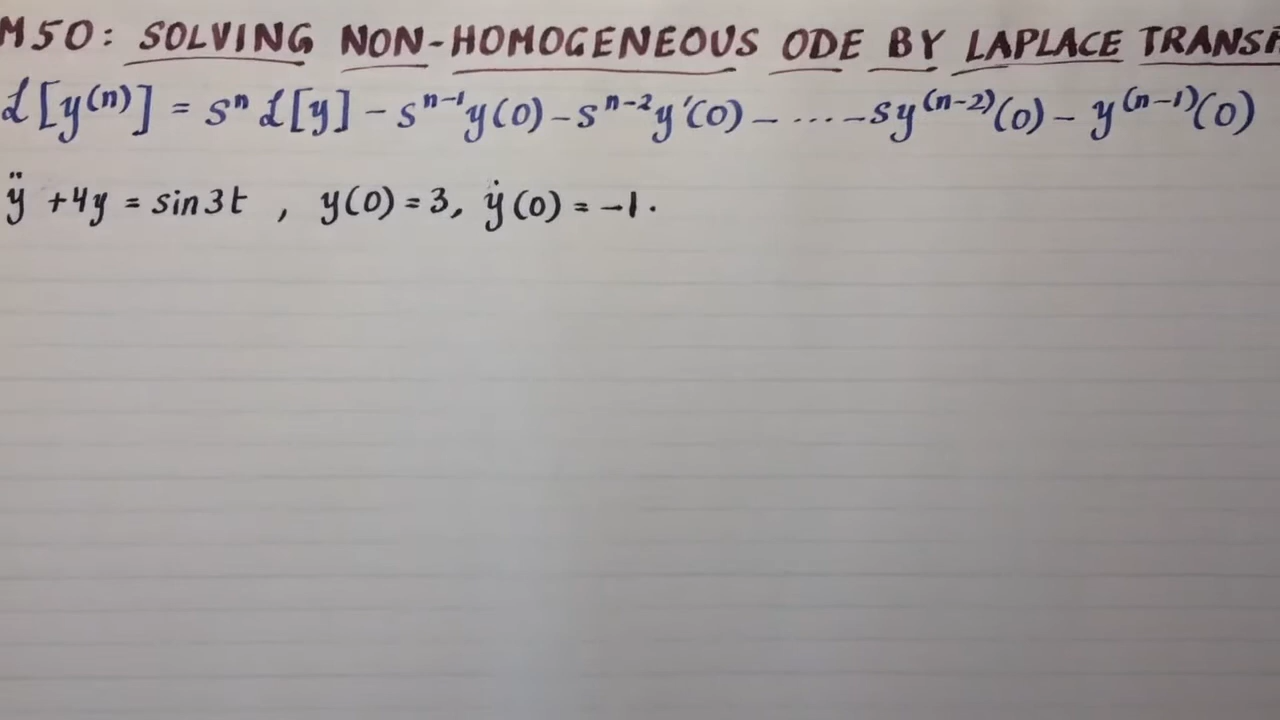 M50: SOLVING NON-HOMOGENEOUS ODE BY LAPLACE TRANSF
ℒ[y⁽ⁿ⁾] = sⁿ ℒ[y] - sⁿ⁻¹y(0) - sⁿ⁻²y'(0) - .... - sy⁽ⁿ⁻²⁾(0) - y⁽ⁿ⁻¹⁾(0)
ÿ + 4y = sin3t , y(0) = 3, ẏ(0) = -1.